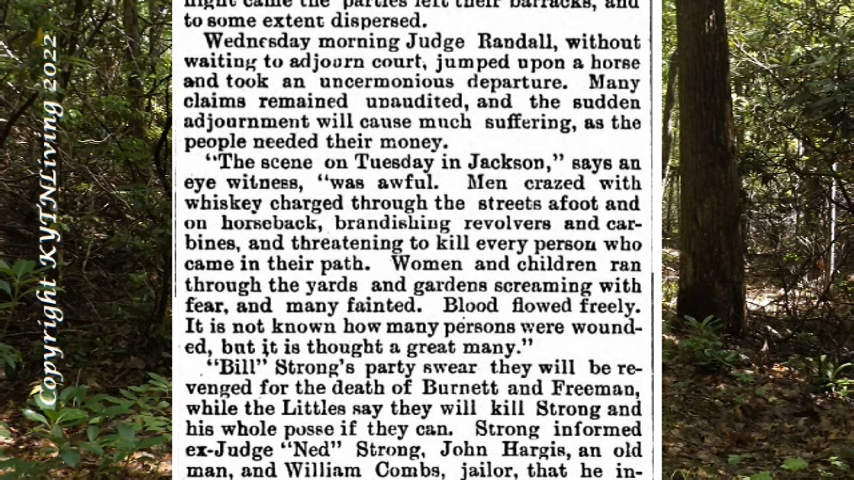 night came the parties left their barracks, and
to some extent dispersed.
Wednesday morning Judge Randall, without
waiting to adjourn court, jumped upon a horse
and took an uncermonious departure. Many
claims remained unaudited, and the sudden
adjournment will cause much suffering, as the
people needed their money.
"The scene on Tuesday in Jackson," says an
eye witness, "was awful. Men crazed with
whiskey charged through the streets afoot and
on horseback, brandishing revolvers and car-
bines, and threatening to kill every person who
came in their path. Women and children ran
through the yards and gardens screaming with
fear, and many fainted. Blood flowed freely.
It is not known how many persons were wound-
ed, but it is thought a great many."
"Bill" Strong's party swear they will be re-
venged for the death of Burnett and Freeman,
while the Littles say they will kill Strong and
his whole posse if they can. Strong informed
ex-Judge "Ned" Strong, John Hargis, an old
man, and William Combs, jailor, that he in-
Copyright KYTNLiving 2022